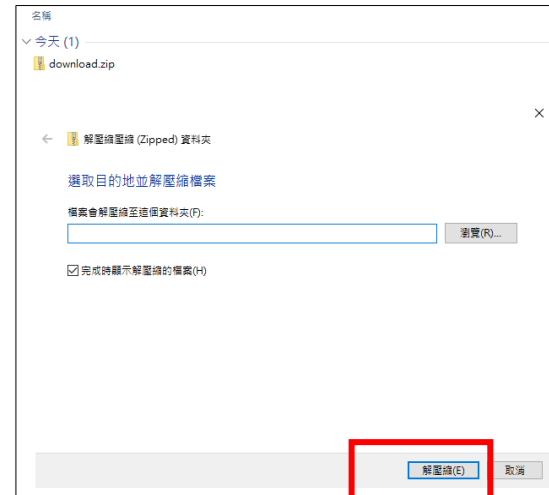 名稱
今天 (1)
download.zip
解壓縮壓縮 (Zipped) 資料夾
選取目的地並解壓縮檔案
檔案會解壓縮至這個資料夾(F):
瀏覽(R)...
完成時顯示解壓縮的檔案(H)
解壓縮(E)
取消